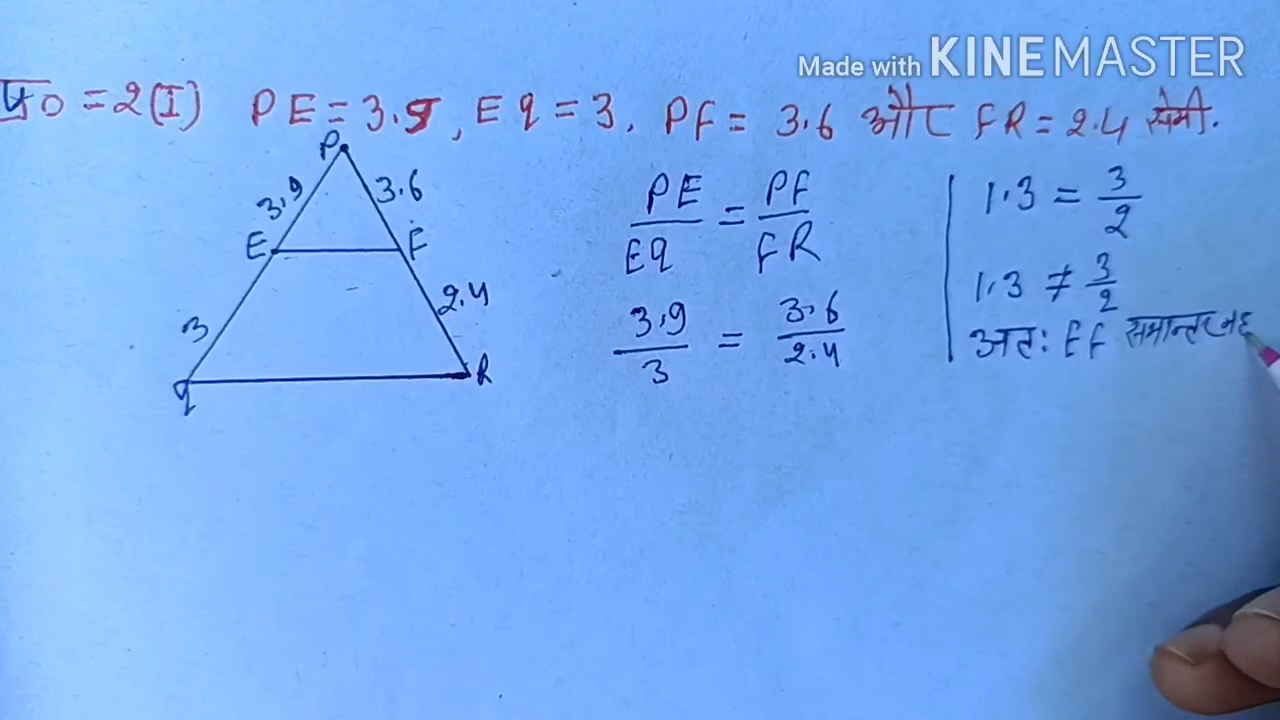 Made with KINEMASTER
प्र0 = 2(I) PE = 3.9, Eq = 3, PF = 3.6 और FR = 2.4 सेमी.
P
3.9 3.6
E F
3 2.4
q R
PE/Eq = PF/FR
3.9/3 = 3.6/2.4
1.3 = 3/2
1.3 ≠ 3/2
अतः EF समान्तर